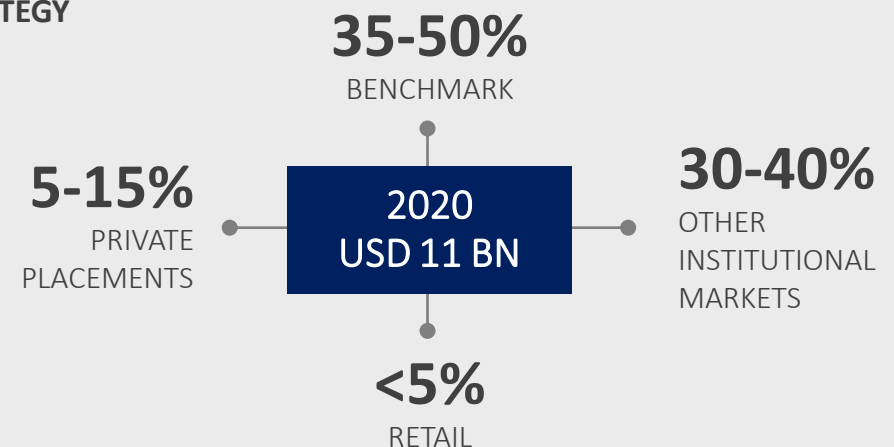 TEGY
35-50%
BENCHMARK
5-15%
PRIVATE
PLACEMENTS
2020
USD 11 BN
30-40%
OTHER
INSTITUTIONAL
MARKETS
<5%
RETAIL